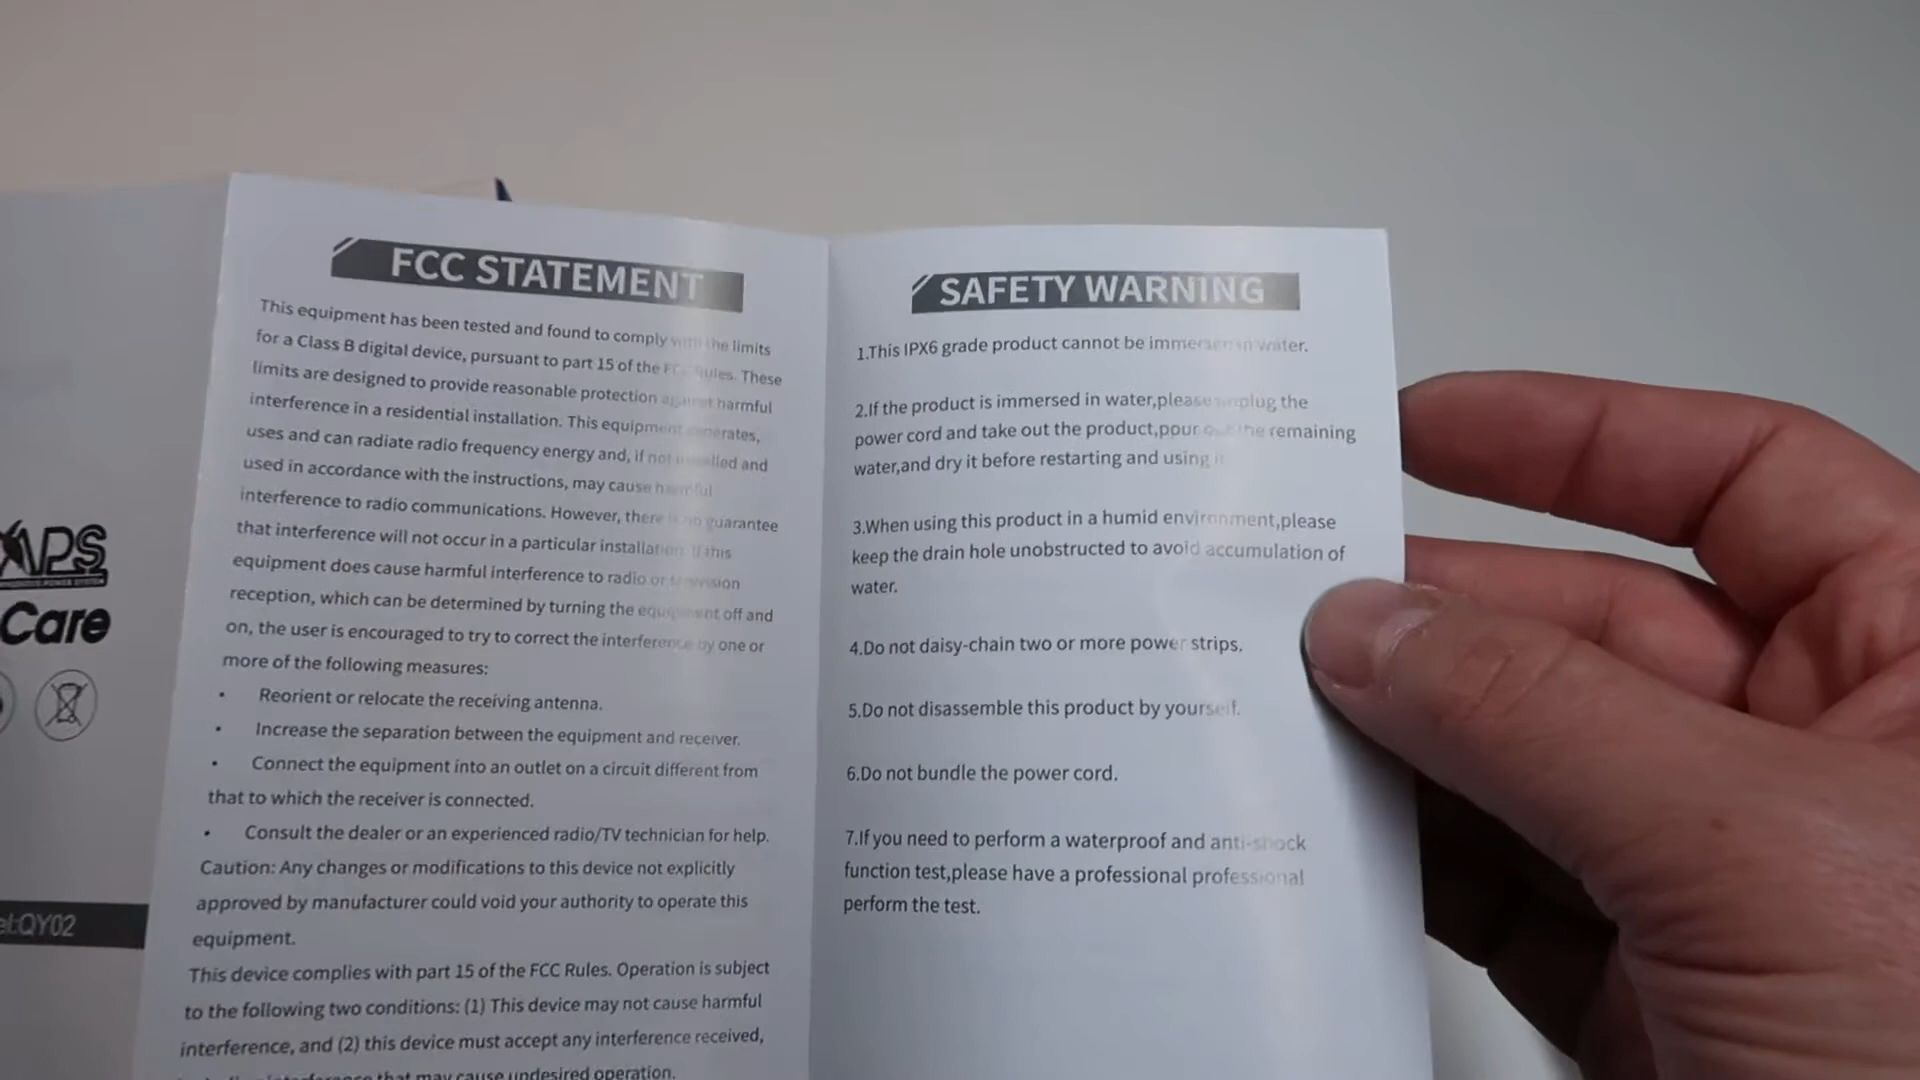 APS
Care
el:QY02
FCC STATEMENT
This equipment has been tested and found to comply with the limits
for a Class B digital device, pursuant to part 15 of the FCC Rules. These
limits are designed to provide reasonable protection against harmful
interference in a residential installation. This equipment generates,
uses and can radiate radio frequency energy and, if not installed and
used in accordance with the instructions, may cause harmful
interference to radio communications. However, there is no guarantee
that interference will not occur in a particular installation. If this
equipment does cause harmful interference to radio or television
reception, which can be determined by turning the equipment off and
on, the user is encouraged to try to correct the interference by one or
more of the following measures:
• Reorient or relocate the receiving antenna.
• Increase the separation between the equipment and receiver.
• Connect the equipment into an outlet on a circuit different from
that to which the receiver is connected.
• Consult the dealer or an experienced radio/TV technician for help.
Caution: Any changes or modifications to this device not explicitly
approved by manufacturer could void your authority to operate this
equipment.
This device complies with part 15 of the FCC Rules. Operation is subject
to the following two conditions: (1) This device may not cause harmful
interference, and (2) this device must accept any interference received,
interference that may cause undesired operation.
SAFETY WARNING
1.This IPX6 grade product cannot be immersed in water.
2.If the product is immersed in water,please unplug the
power cord and take out the product,pour out the remaining
water,and dry it before restarting and using it
3.When using this product in a humid environment,please
keep the drain hole unobstructed to avoid accumulation of
water.
4.Do not daisy-chain two or more power strips.
5.Do not disassemble this product by yourself.
6.Do not bundle the power cord.
7.If you need to perform a waterproof and anti-shock
function test,please have a professional professional
perform the test.